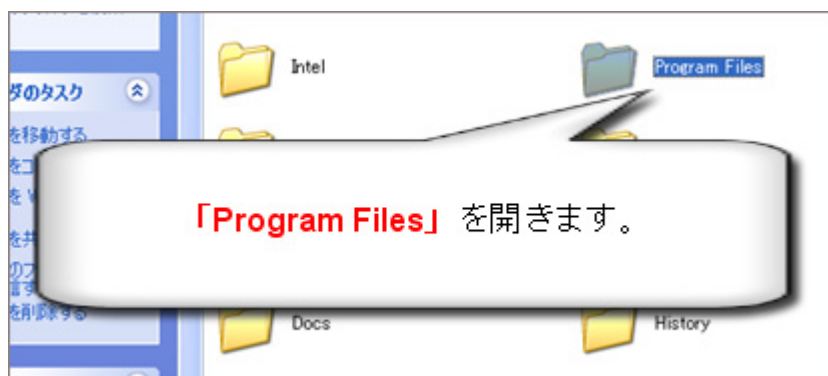 Intel
Program Files
ダのタスク
を移動する
「Program Files」を開きます。
を削除する
Docs
History